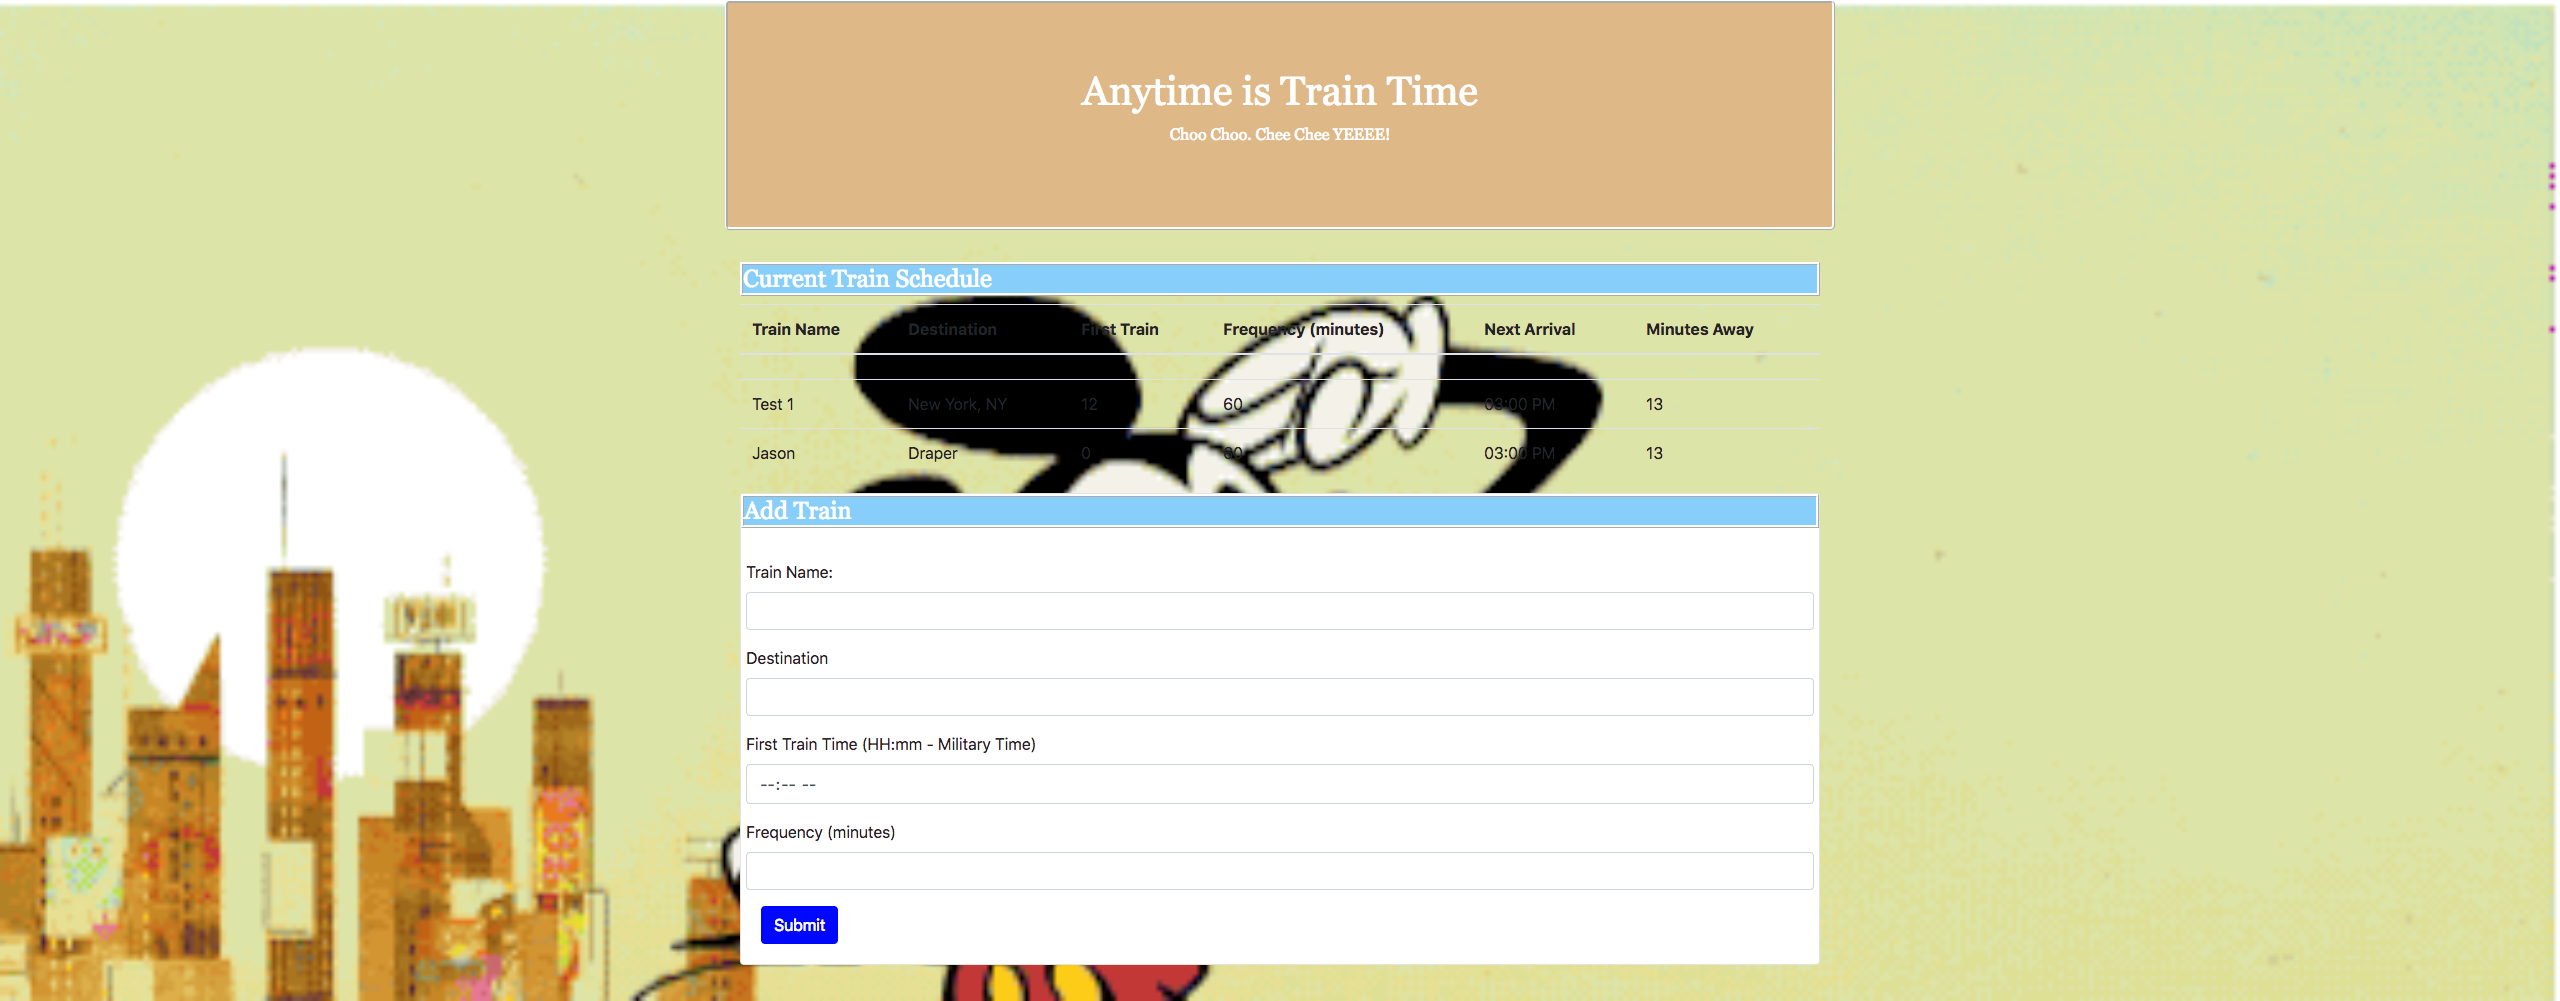 Anytime is Train Time
Choo Choo. Chee Chee YEEEE!
Current Train Schedule
Train Name Destination First Train Frequency (minutes) Next Arrival Minutes Away
Test 1 New York, NY 12 60 03:00 PM 13
Jason Draper 0 60 03:00 PM 13
Add Train
Train Name:
Destination
First Train Time (HH:mm - Military Time)
--:-- --
Frequency (minutes)
Submit